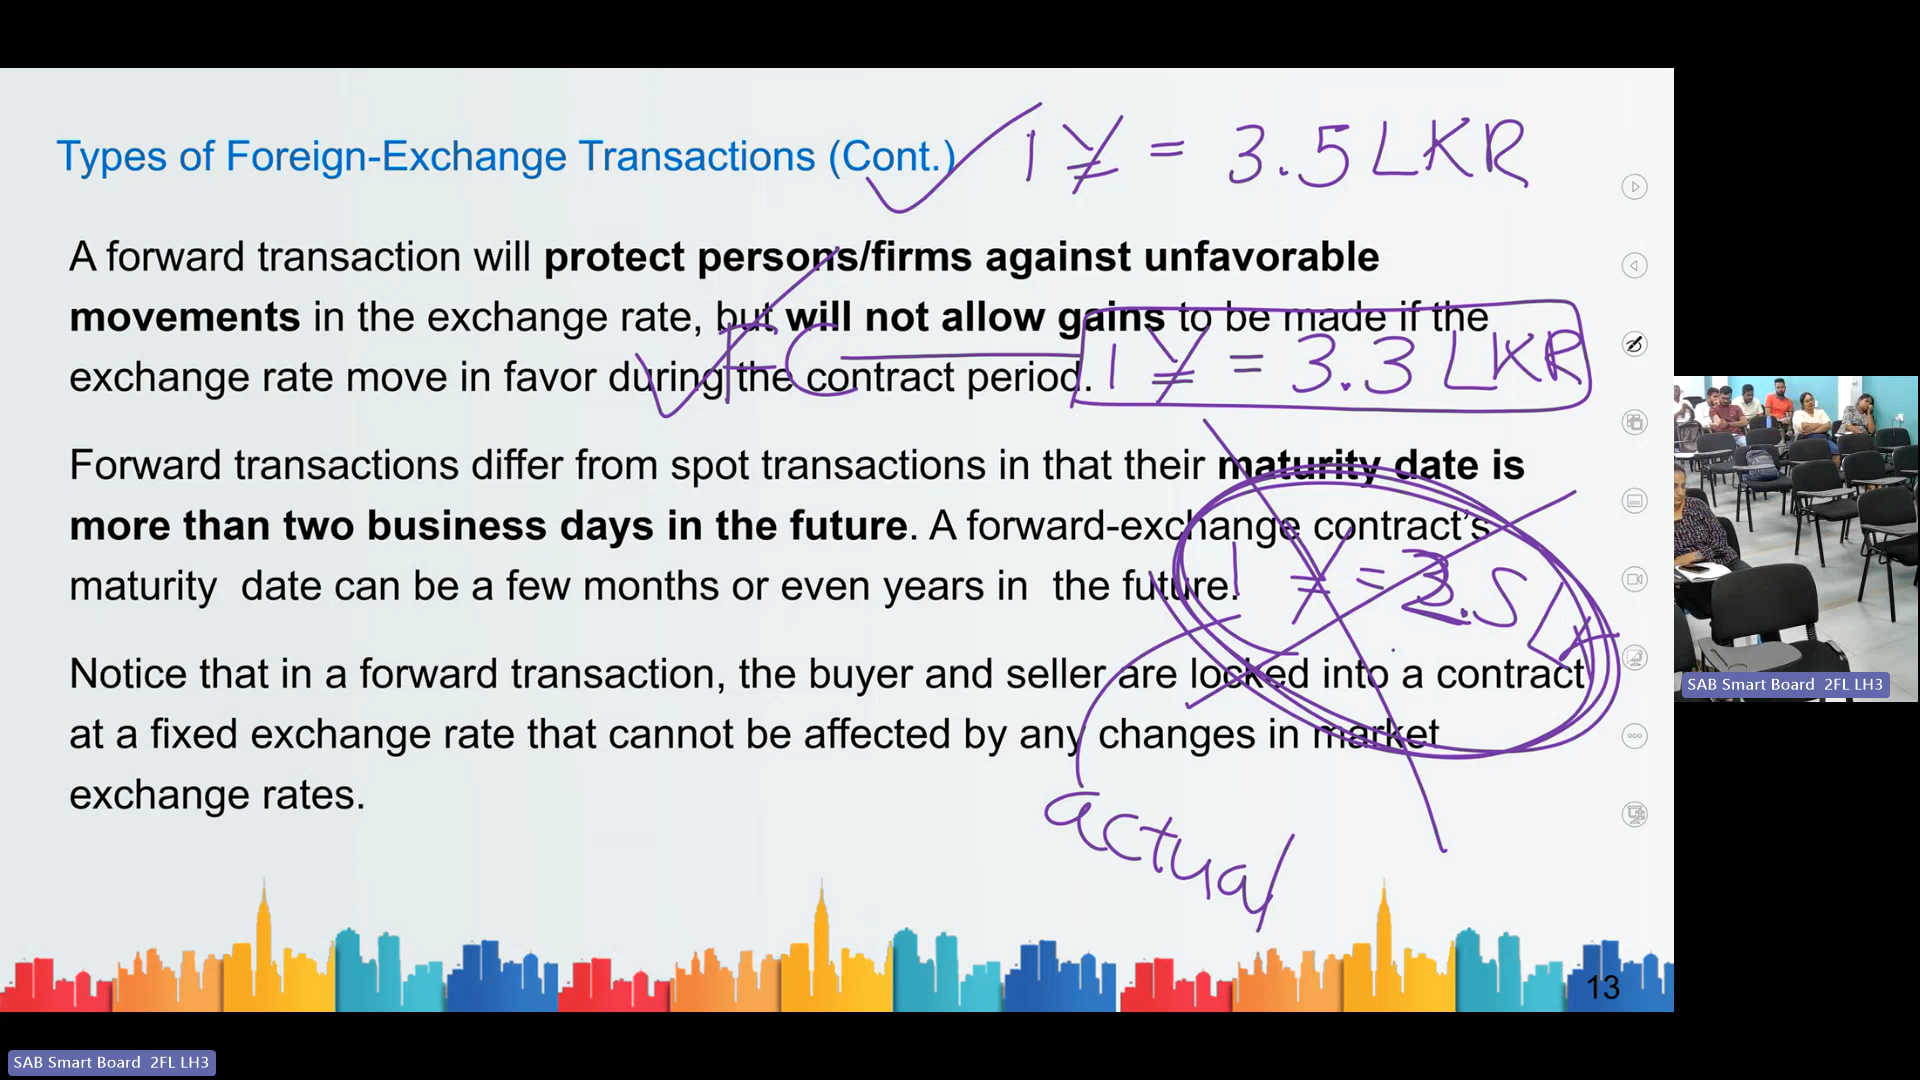 Types of Foreign-Exchange Transactions (Cont.)
1 ¥ = 3.5 LKR
A forward transaction will protect persons/firms against unfavorable
movements in the exchange rate, but will not allow gains to be made if the
exchange rate move in favor during the contract period.
FC
1 ¥ = 3.3 LKR
Forward transactions differ from spot transactions in that their maturity date is
more than two business days in the future. A forward-exchange contract's
maturity date can be a few months or even years in the future.
1 ¥ =
Notice that in a forward transaction, the buyer and seller are locked into a contract
at a fixed exchange rate that cannot be affected by any changes in market
exchange rates.
actual
13
SAB Smart Board 2FL LH3
SAB Smart Board 2FL LH3